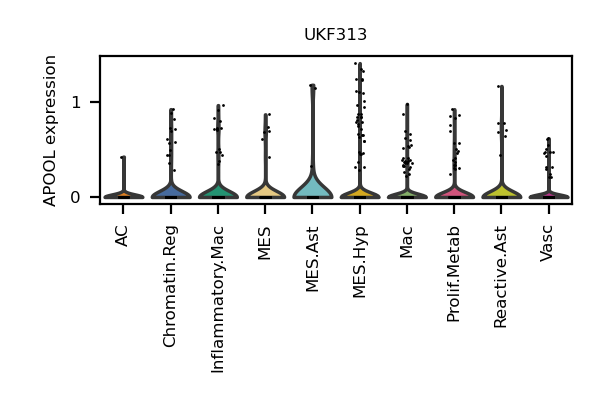 UKF313
APOOL expression
1
0
AC
Chromatin.Reg
Inflammatory.Mac
MES
MES.Ast
MES.Hyp
Mac
Prolif.Metab
Reactive.Ast
Vasc